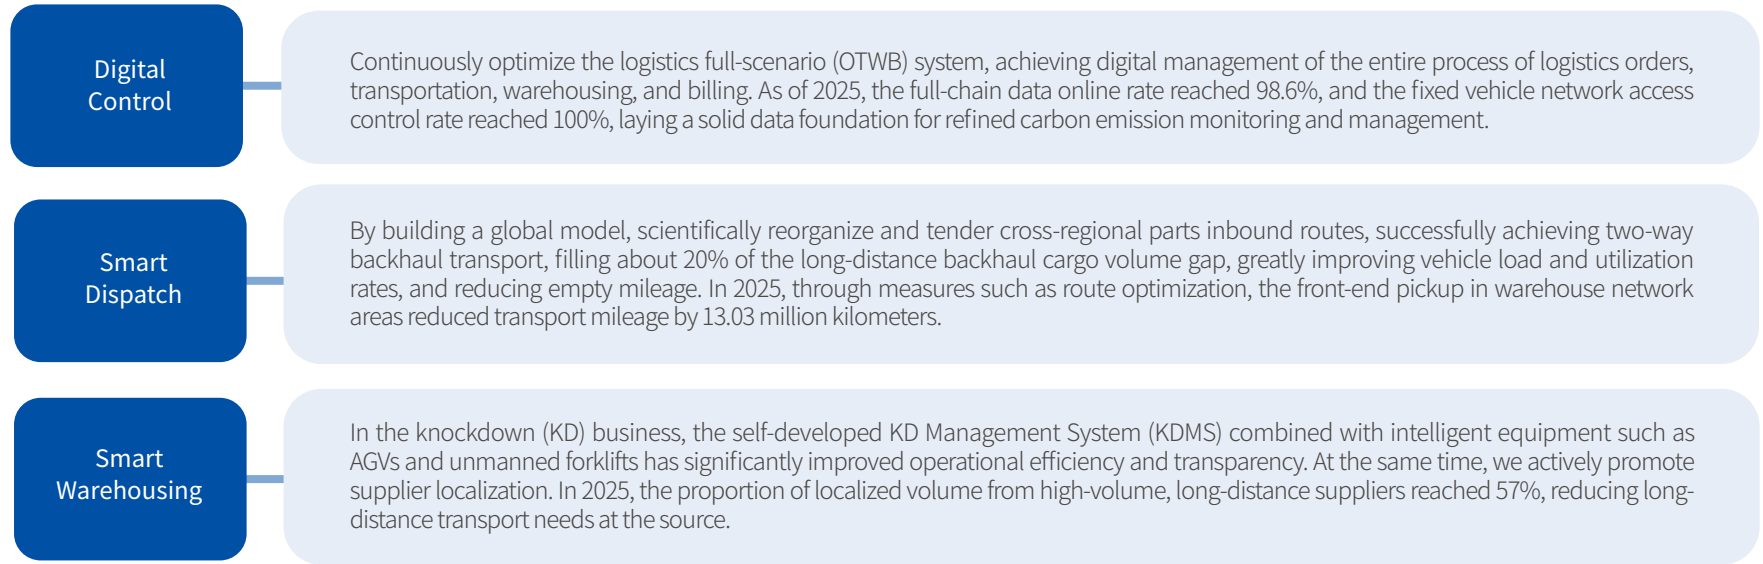 Digital
Control
Continuously optimize the logistics full-scenario (OTWB) system, achieving digital management of the entire process of logistics orders,
transportation, warehousing, and billing. As of 2025, the full-chain data online rate reached 98.6%, and the fixed vehicle network access
control rate reached 100%, laying a solid data foundation for refined carbon emission monitoring and management.
Smart
Dispatch
By building a global model, scientifically reorganize and tender cross-regional parts inbound routes, successfully achieving two-way
backhaul transport, filling about 20% of the long-distance backhaul cargo volume gap, greatly improving vehicle load and utilization
rates, and reducing empty mileage. In 2025, through measures such as route optimization, the front-end pickup in warehouse network
areas reduced transport mileage by 13.03 million kilometers.
Smart
Warehousing
In the knockdown (KD) business, the self-developed KD Management System (KDMS) combined with intelligent equipment such as
AGVs and unmanned forklifts has significantly improved operational efficiency and transparency. At the same time, we actively promote
supplier localization. In 2025, the proportion of localized volume from high-volume, long-distance suppliers reached 57%, reducing long-
distance transport needs at the source.